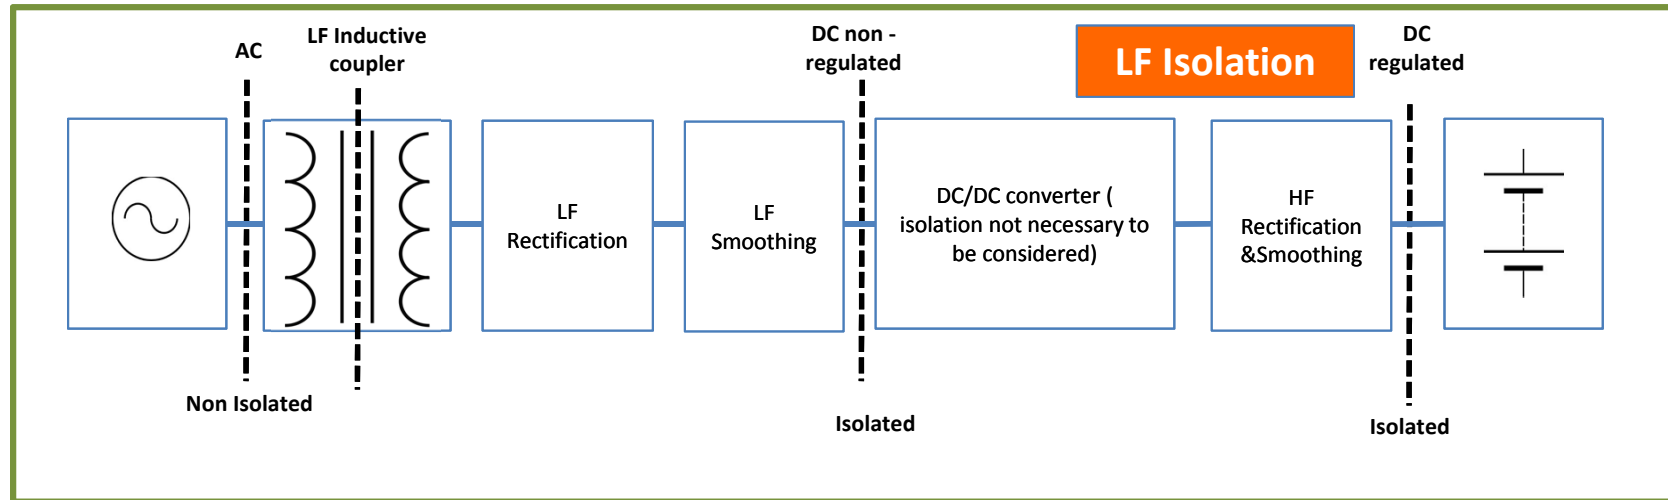 AC
LF Inductive
coupler
DC non -
regulated
LF Isolation
DC
regulated
LF
Rectification
LF
Smoothing
DC/DC converter (
isolation not necessary to
be considered)
HF
Rectification
&Smoothing
Non Isolated
Isolated
Isolated